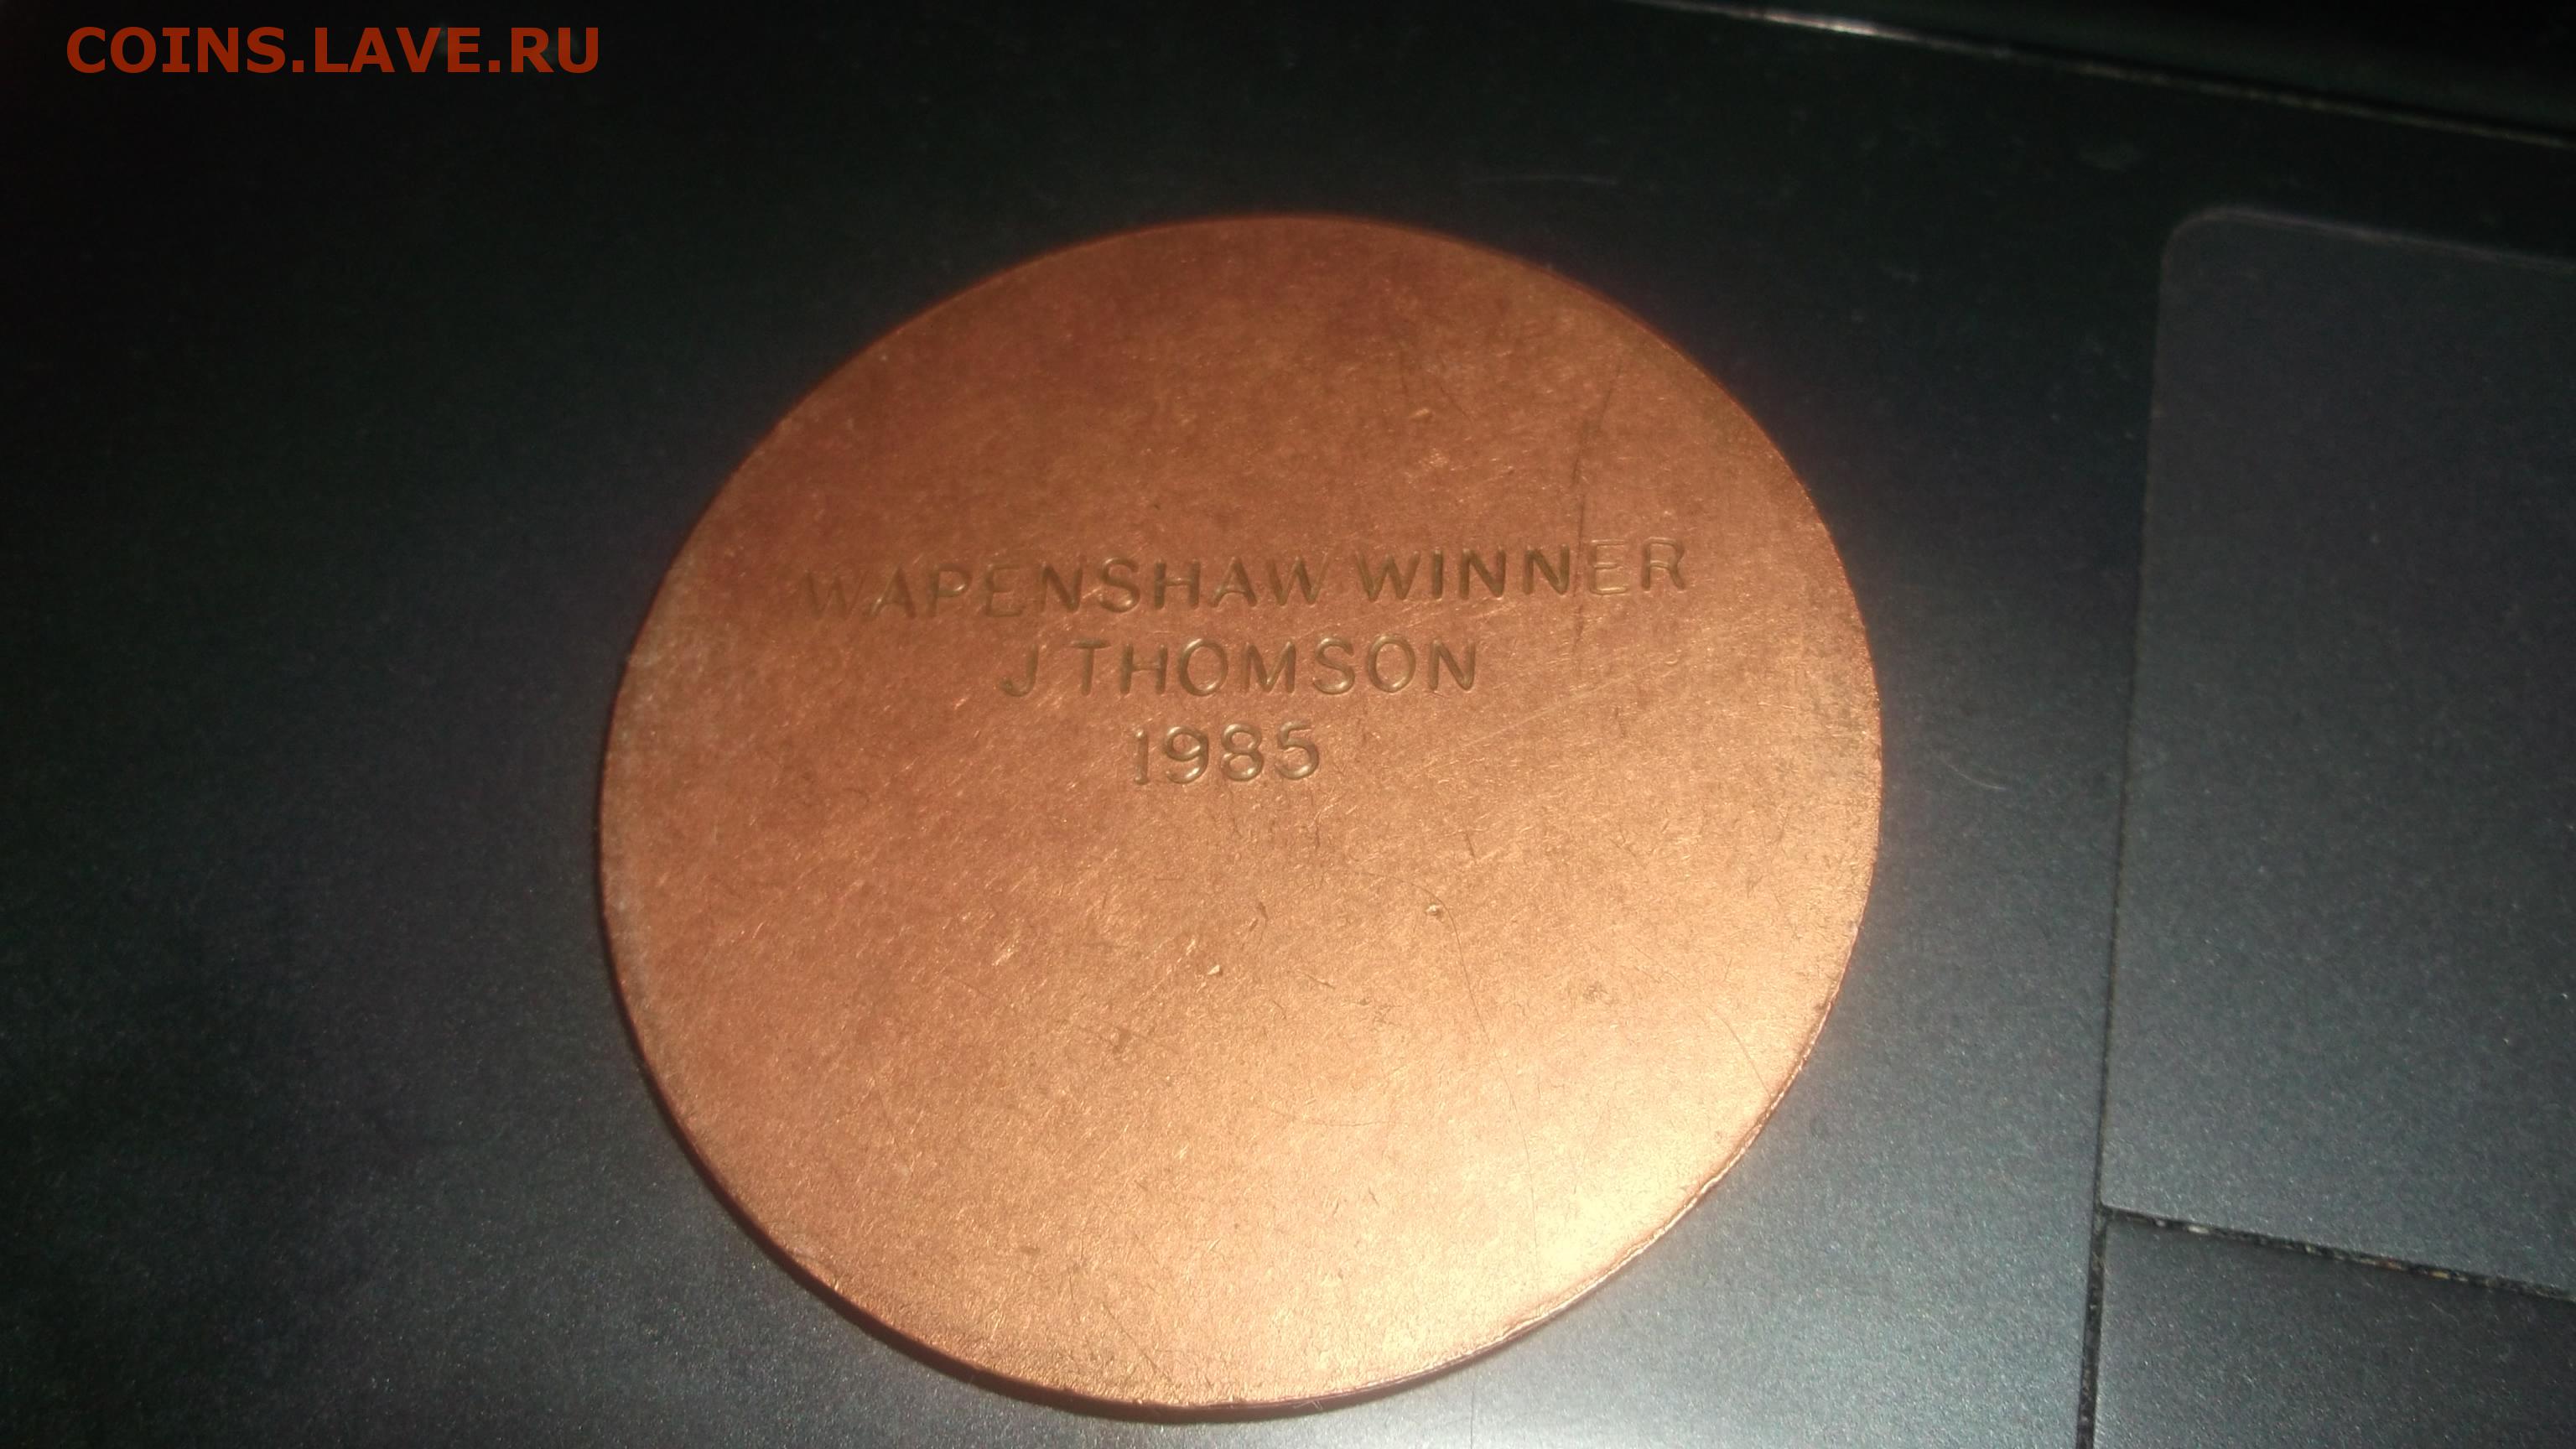 COINS.LAVE.RU
WAPENSHAW WINNER
J THOMSON
1985